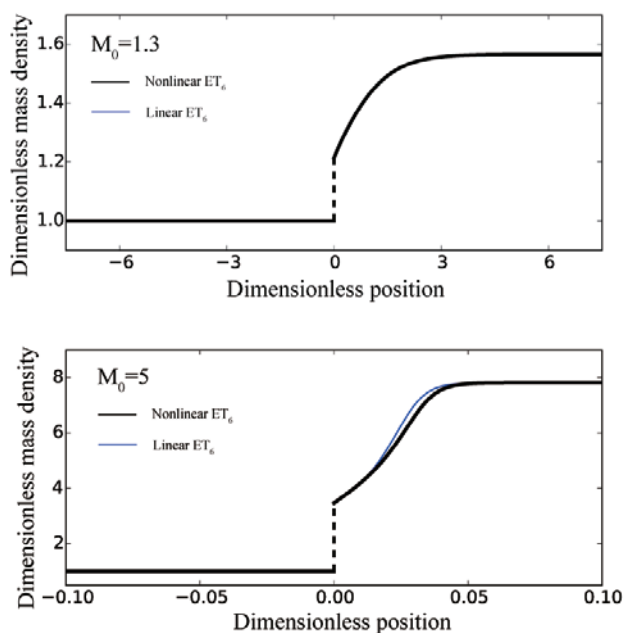 1.6
1.4
1.2
1.0
Dimensionless mass density
M₀=1.3
Nonlinear ET₆
Linear ET₆
−6 −3 0 3 6
Dimensionless position
8
6
4
2
Dimensionless mass density
M₀=5
Nonlinear ET₆
Linear ET₆
−0.10 −0.05 0.00 0.05 0.10
Dimensionless position